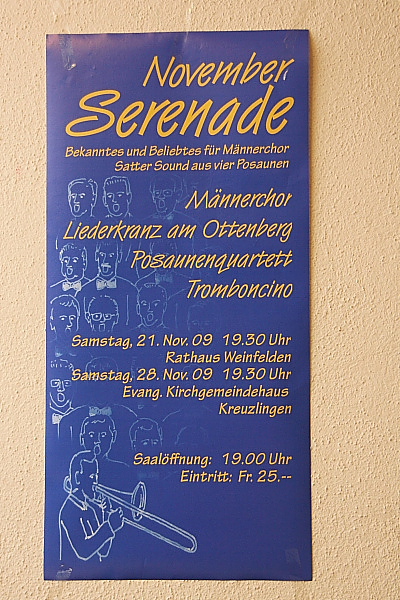 November
Serenade
Bekanntes und Beliebtes für Männerchor
Satter Sound aus vier Posaunen
Männerchor
Liederkranz am Ottenberg
Posaunenquartett
Tromboncino
Samstag, 21. Nov. 09 19.30 Uhr
Rathaus Weinfelden
Samstag, 28. Nov. 09 19.30 Uhr
Evang. Kirchgemeindehaus
Kreuzlingen
Saalöffnung: 19.00 Uhr
Eintritt: Fr. 25.--